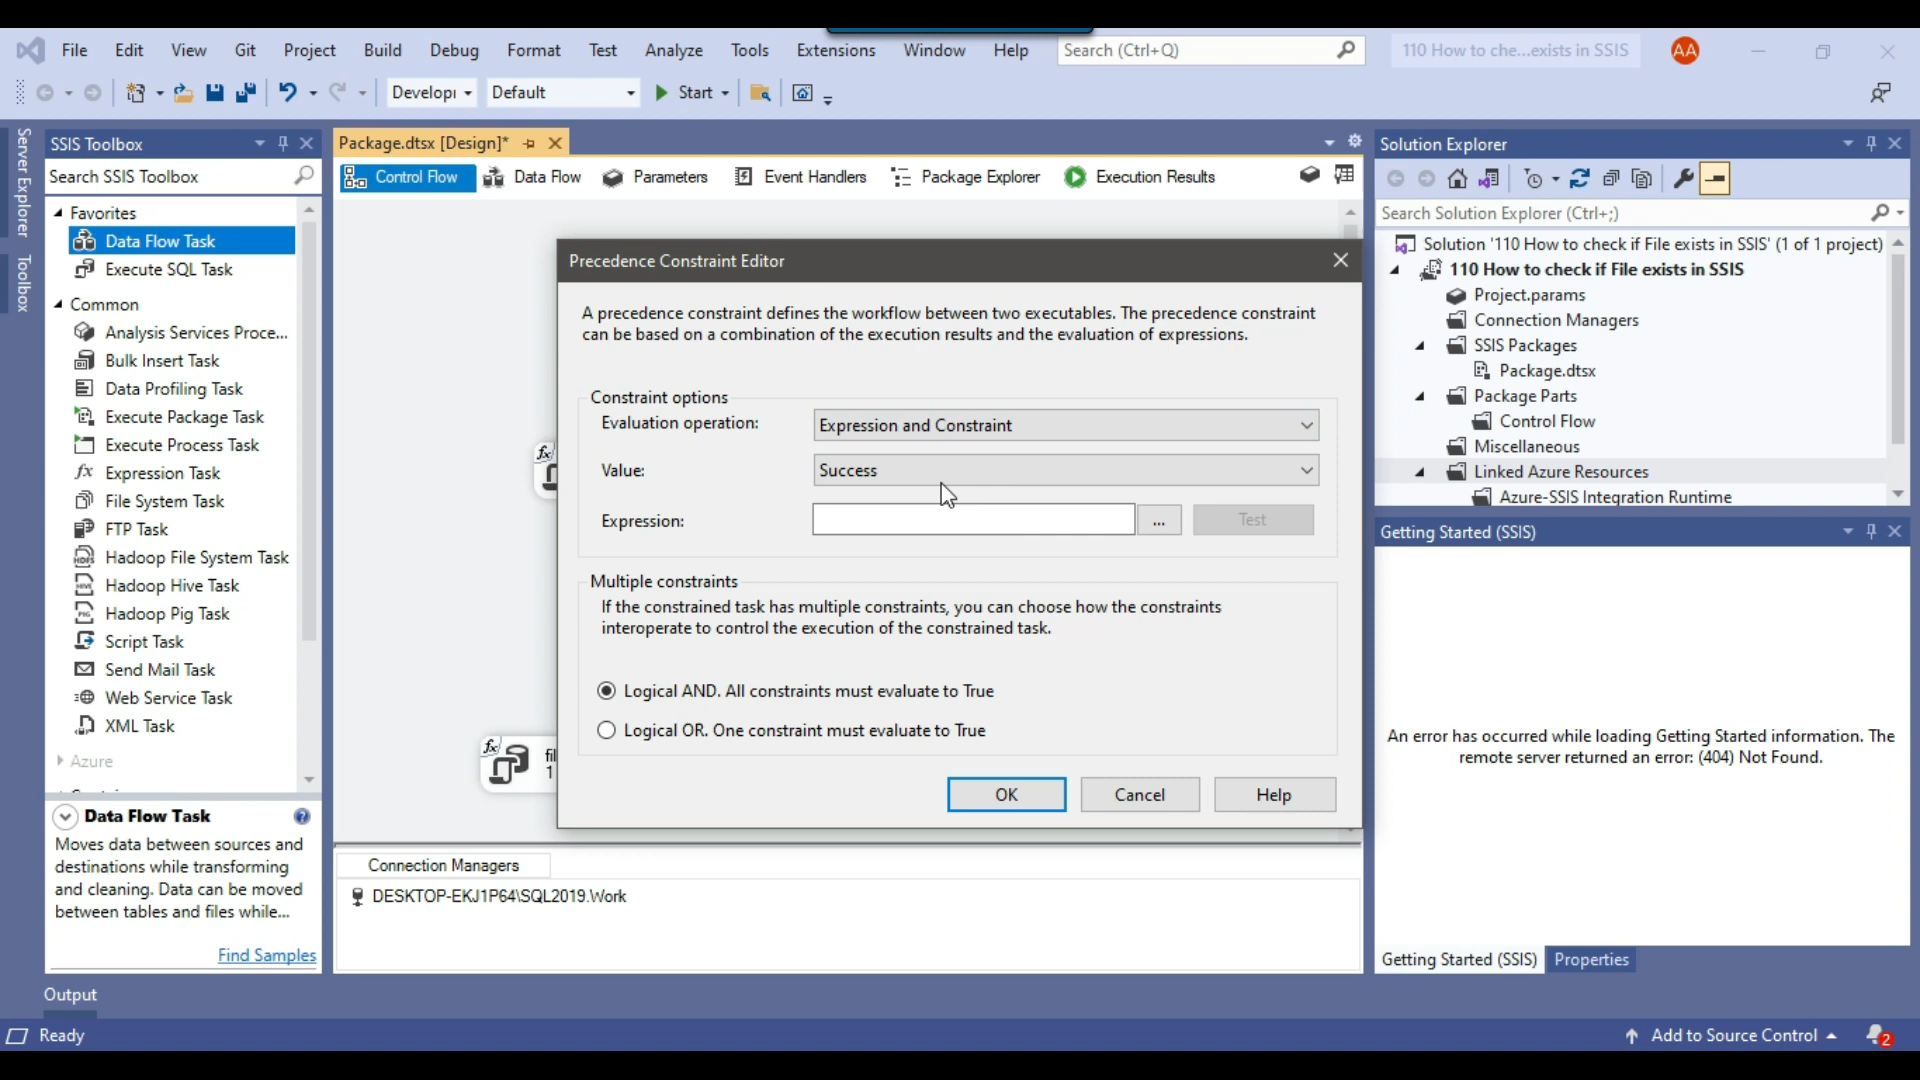 File Edit View Git Project Build Debug Format Test Analyze Tools Extensions Window Help Search (Ctrl+Q) 110 How to che...exists in SSIS AA
Develop Default Start
Server Explorer
Toolbox
SSIS Toolbox
Search SSIS Toolbox
Favorites
Data Flow Task
Execute SQL Task
Common
Analysis Services Proce...
Bulk Insert Task
Data Profiling Task
Execute Package Task
Execute Process Task
Expression Task
File System Task
FTP Task
Hadoop File System Task
Hadoop Hive Task
Hadoop Pig Task
Script Task
Send Mail Task
Web Service Task
XML Task
Azure
Data Flow Task
Moves data between sources and
destinations while transforming
and cleaning. Data can be moved
between tables and files while...
Find Samples
Package.dtsx [Design]*
Control Flow Data Flow Parameters Event Handlers Package Explorer Execution Results
fx
fx
fil
1
Precedence Constraint Editor
A precedence constraint defines the workflow between two executables. The precedence constraint
can be based on a combination of the execution results and the evaluation of expressions.
Constraint options
Evaluation operation: Expression and Constraint
Value: Success
Expression: ... Test
Multiple constraints
If the constrained task has multiple constraints, you can choose how the constraints
interoperate to control the execution of the constrained task.
Logical AND. All constraints must evaluate to True
Logical OR. One constraint must evaluate to True
OK Cancel Help
Connection Managers
DESKTOP-EKJ1P64\SQL2019.Work
Solution Explorer
Search Solution Explorer (Ctrl+;)
Solution '110 How to check if File exists in SSIS' (1 of 1 project)
110 How to check if File exists in SSIS
Project.params
Connection Managers
SSIS Packages
Package.dtsx
Package Parts
Control Flow
Miscellaneous
Linked Azure Resources
Azure-SSIS Integration Runtime
Getting Started (SSIS)
An error has occurred while loading Getting Started information. The
remote server returned an error: (404) Not Found.
Getting Started (SSIS) Properties
Output
Ready
Add to Source Control 2